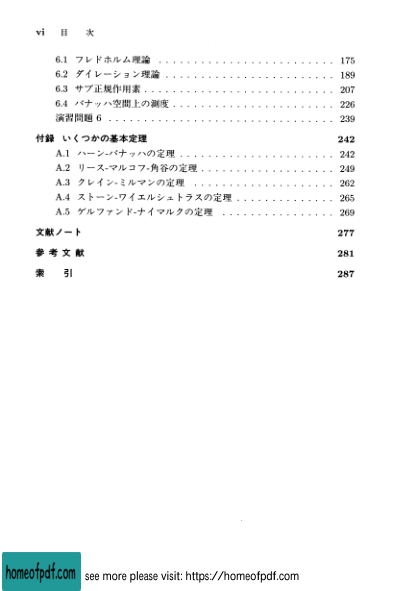 vi 目 次
6.1 フレドホルム理論 . . . . . . . . . . . . . . . . . . . . . . . . . 175
6.2 ダイレーション理論 . . . . . . . . . . . . . . . . . . . . . . . . 189
6.3 サブ正規作用素 . . . . . . . . . . . . . . . . . . . . . . . . . . 207
6.4 バナッハ空間上の測度 . . . . . . . . . . . . . . . . . . . . . . . 226
演習問題 6 . . . . . . . . . . . . . . . . . . . . . . . . . . . . . . 239
付録 いくつかの基本定理 242
A.1 ハーン-バナッハの定理 . . . . . . . . . . . . . . . . . . . . . . 242
A.2 リース-マルコフ-角谷の定理 . . . . . . . . . . . . . . . . . . . 249
A.3 クレイン-ミルマンの定理 . . . . . . . . . . . . . . . . . . . . 262
A.4 ストーン-ワイエルシュトラスの定理 . . . . . . . . . . . . . . 265
A.5 ゲルファンド-ナイマルクの定理 . . . . . . . . . . . . . . . . 269
文献ノート 277
参 考 文 献 281
索 引 287
homeofpdf.com see more please visit: https://homeofpdf.com